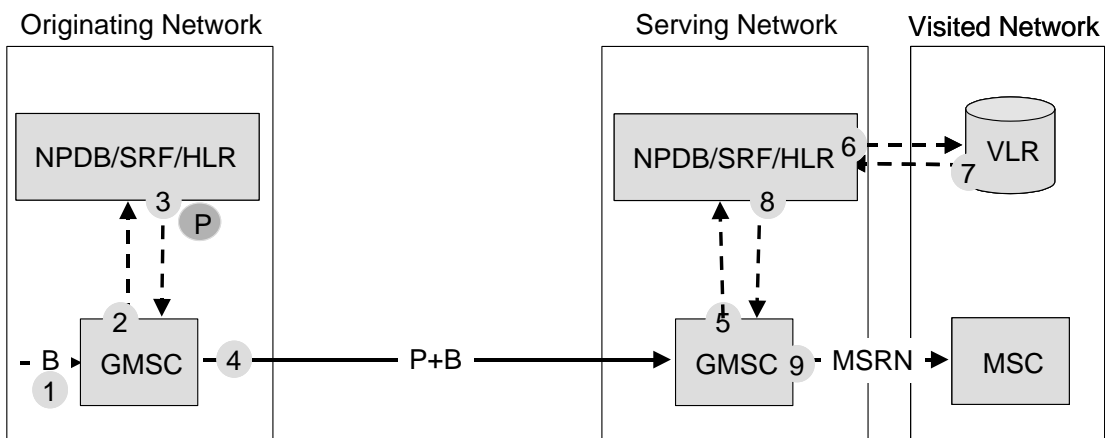 Originating Network
Serving Network
Visited Network
NPDB/SRF/HLR
3
P
2
B
1
GMSC
4
P+B
NPDB/SRF/HLR
6
7
VLR
8
5
GMSC
9
MSRN
MSC